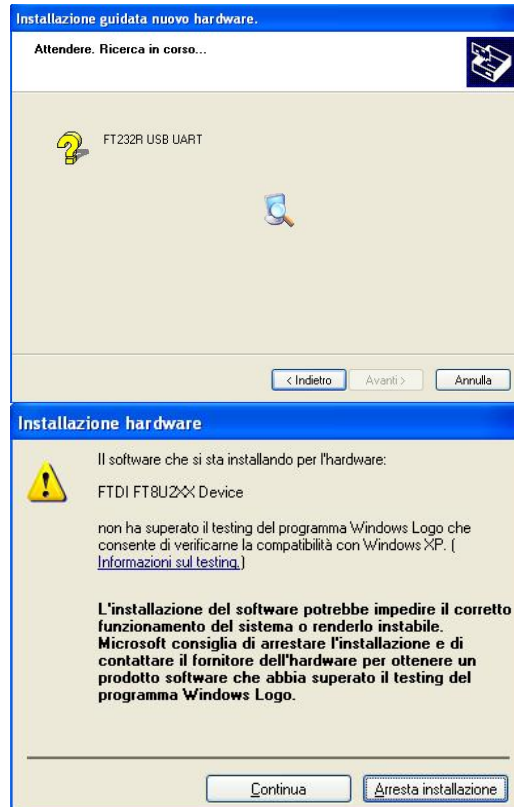 Installazione guidata nuovo hardware.
Attendere. Ricerca in corso...
FT232R USB UART
< Indietro
Avanti >
Annulla
Installazione hardware
Il software che si sta installando per l'hardware:
FTDI FT8U2XX Device
non ha superato il testing del programma Windows Logo che
consente di verificarne la compatibilità con Windows XP. (
Informazioni sul testing.)
L'installazione del software potrebbe impedire il corretto
funzionamento del sistema o renderlo instabile.
Microsoft consiglia di arrestare l'installazione e di
contattare il fornitore dell'hardware per ottenere un
prodotto software che abbia superato il testing del
programma Windows Logo.
Continua
Arresta installazione